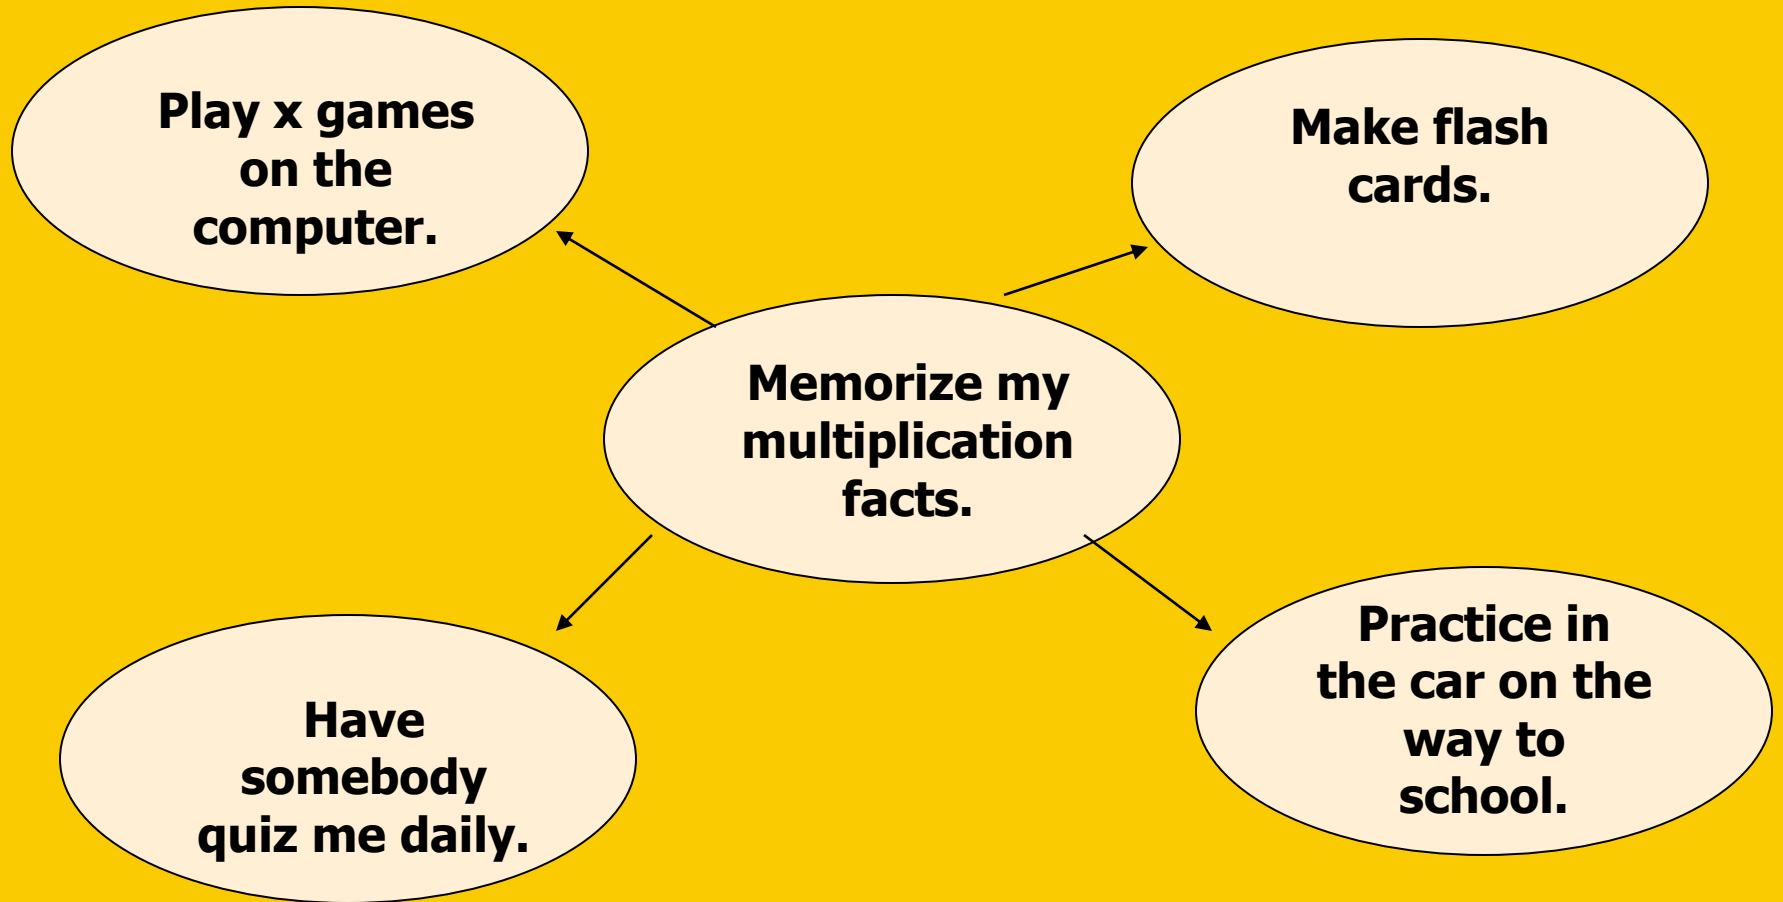 Play x games
on the
computer.
Make flash
cards.
Memorize my
multiplication
facts.
Have
somebody
quiz me daily.
Practice in
the car on the
way to
school.